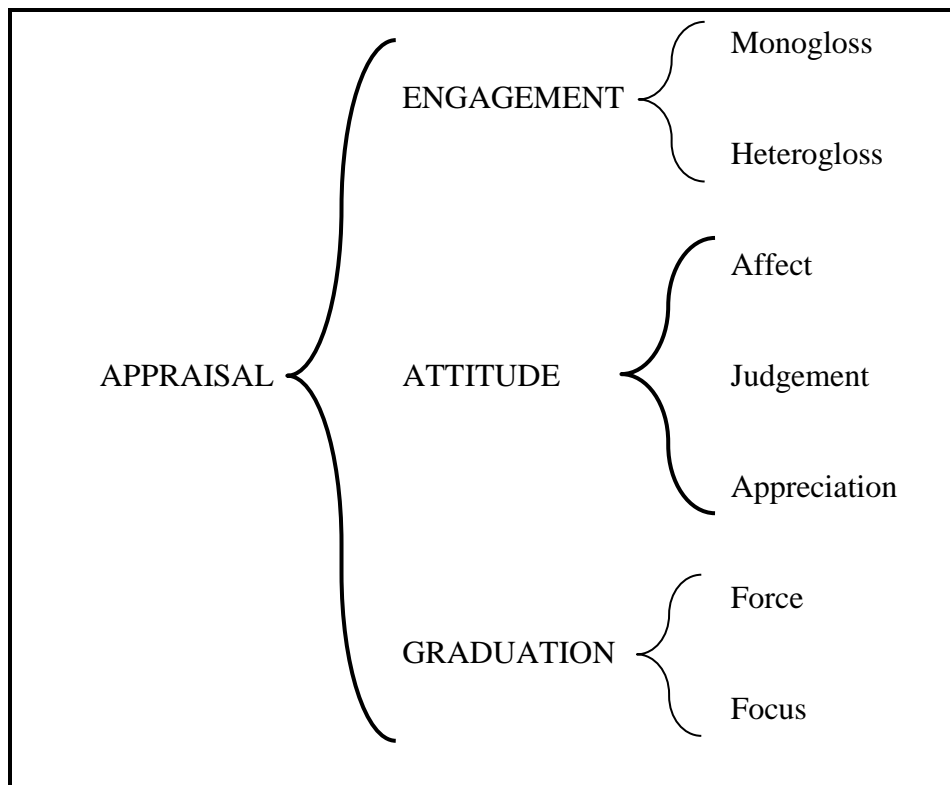 Monogloss
ENGAGEMENT
Heterogloss
Affect
APPRAISAL
ATTITUDE
Judgement
Appreciation
Force
GRADUATION
Focus